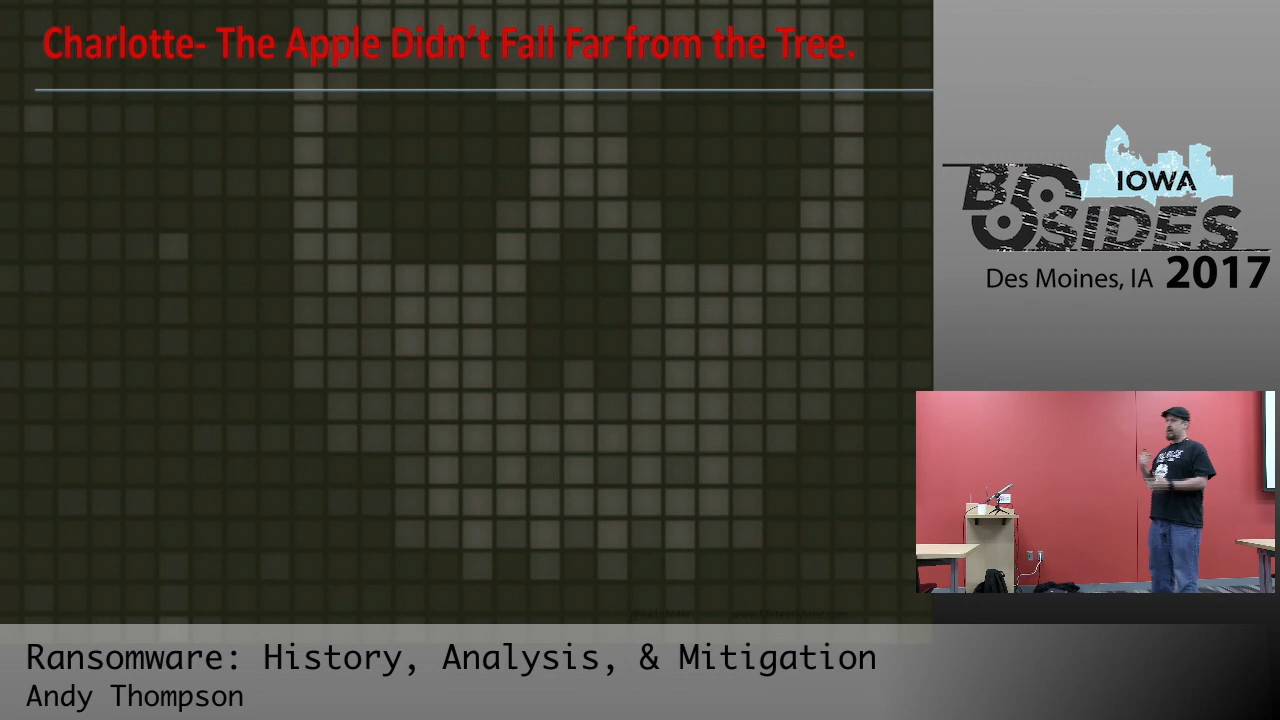 Charlotte- The Apple Didn't Fall Far from the Tree.
IOWA
BSIDES
Des Moines, IA 2017
Ransomware: History, Analysis, & Mitigation
Andy Thompson